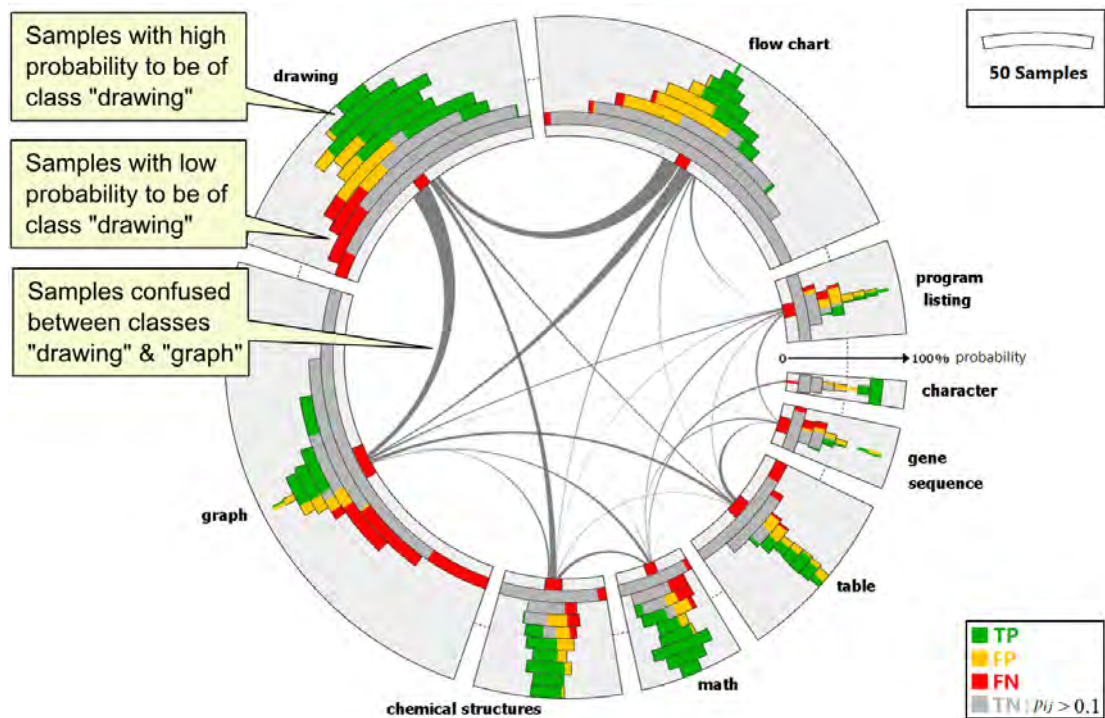 Samples with high
probability to be of
class "drawing"
Samples with low
probability to be of
class "drawing"
Samples confused
between classes
"drawing" & "graph"
drawing
flow chart
50 Samples
program
listing
0
100% probability
character
gene
sequence
table
math
chemical structures
graph
TP
FP
FN
TN : pij > 0.1